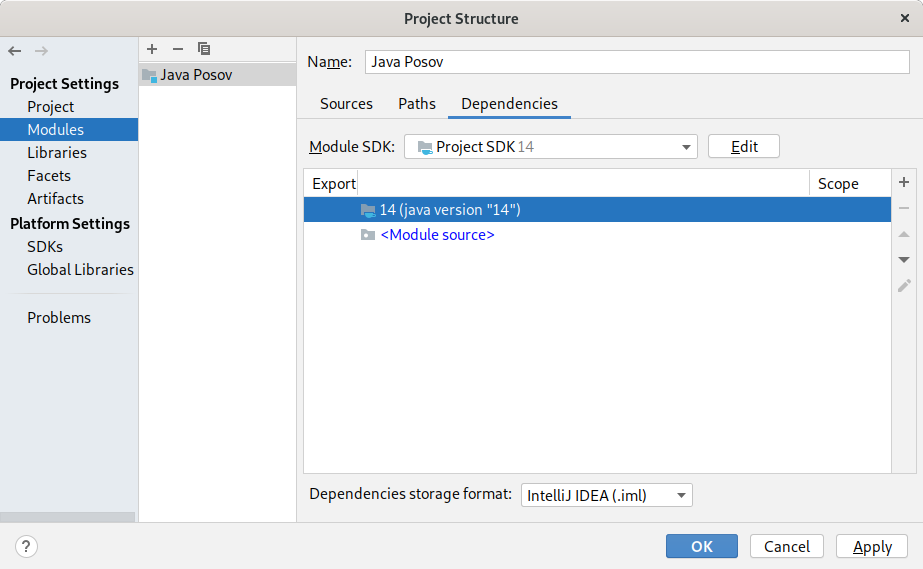 Project Structure
Project Settings
Project
Modules
Libraries
Facets
Artifacts
Platform Settings
SDKs
Global Libraries
Problems
Java Posov
Name: Java Posov
Sources Paths Dependencies
Module SDK: Project SDK 14 Edit
Export Scope
14 (java version "14")
<Module source>
Dependencies storage format: IntelliJ IDEA (.iml)
? OK Cancel Apply